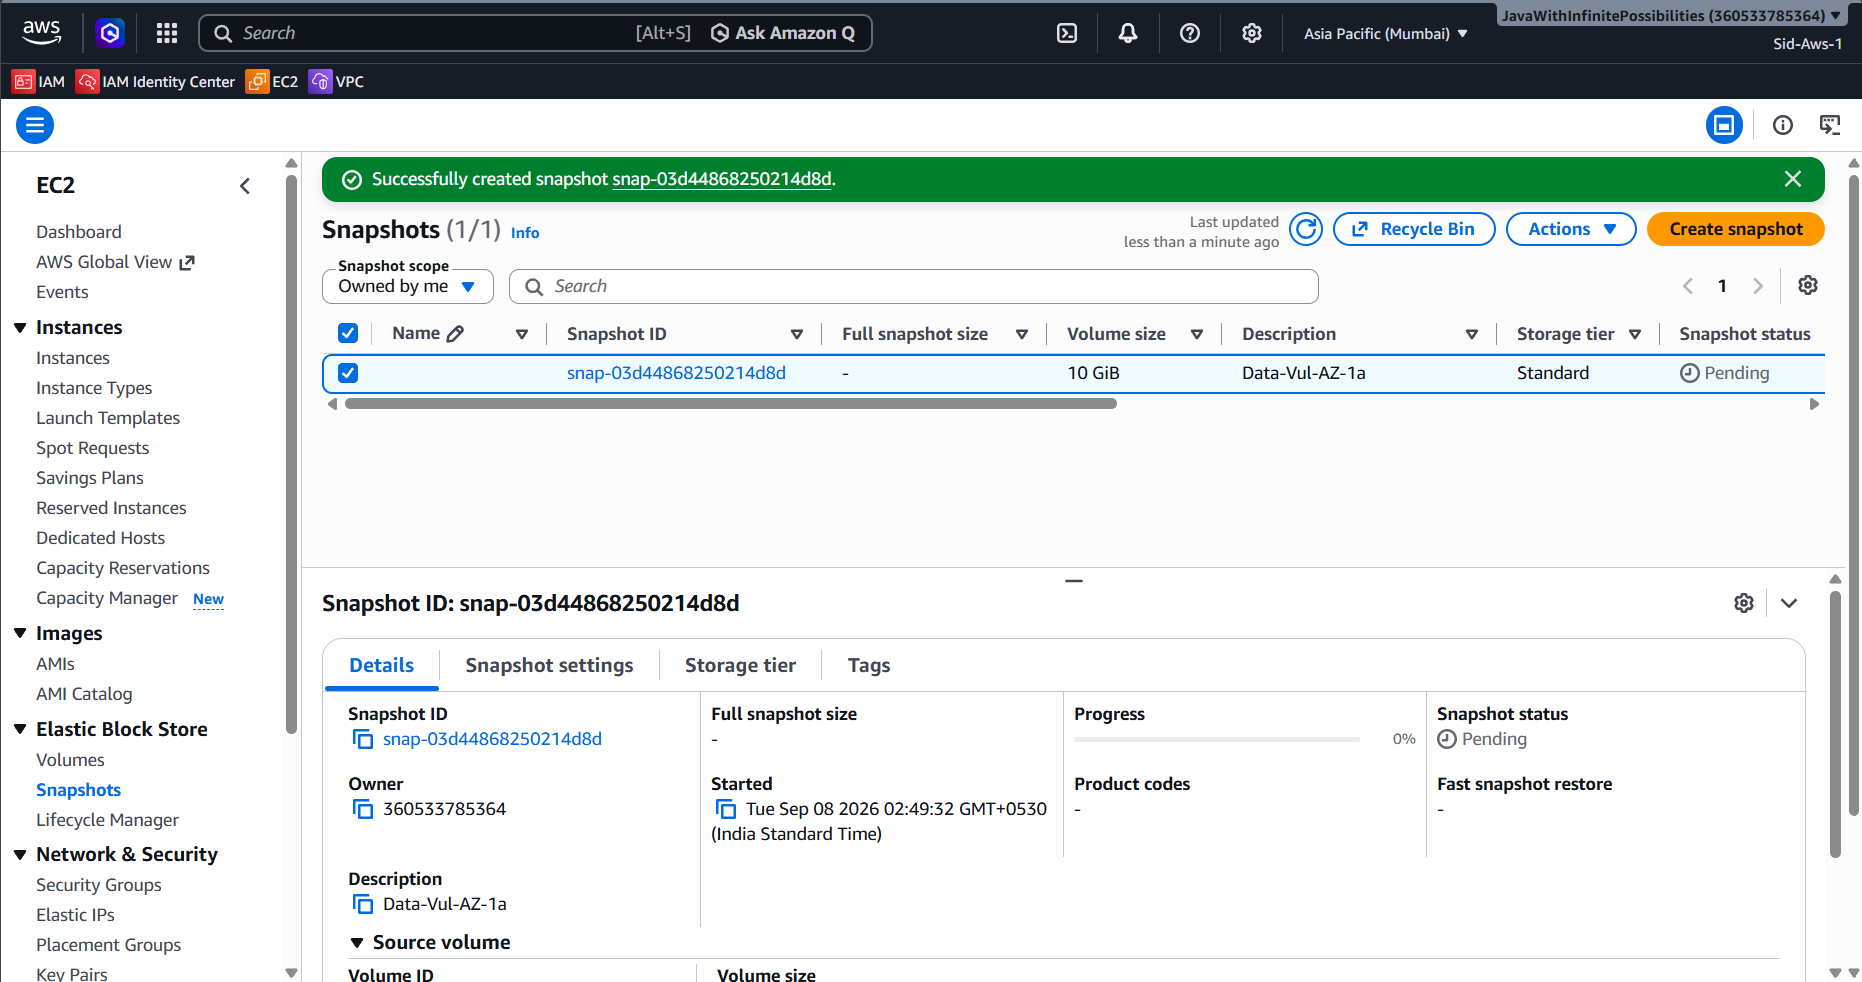 aws
Search [Alt+S] Ask Amazon Q
Asia Pacific (Mumbai) ▼
JavaWithInfinitePossibilities (360533785364) ▼
Sid-Aws-1
IAM IAM Identity Center EC2 VPC
EC2
Dashboard
AWS Global View
Events
Instances
Instances
Instance Types
Launch Templates
Spot Requests
Savings Plans
Reserved Instances
Dedicated Hosts
Capacity Reservations
Capacity Manager New
Images
AMIs
AMI Catalog
Elastic Block Store
Volumes
Snapshots
Lifecycle Manager
Network & Security
Security Groups
Elastic IPs
Placement Groups
Key Pairs
Successfully created snapshot snap-03d44868250214d8d.
Snapshots (1/1) Info
Last updated
less than a minute ago
Recycle Bin
Actions
Create snapshot
Snapshot scope
Owned by me
Search
1
Name Snapshot ID Full snapshot size Volume size Description Storage tier Snapshot status
snap-03d44868250214d8d - 10 GiB Data-Vul-AZ-1a Standard Pending
Snapshot ID: snap-03d44868250214d8d
Details Snapshot settings Storage tier Tags
Snapshot ID
snap-03d44868250214d8d
Full snapshot size
-
Progress
0%
Snapshot status
Pending
Owner
360533785364
Started
Tue Sep 08 2026 02:49:32 GMT+0530
(India Standard Time)
Product codes
-
Fast snapshot restore
-
Description
Data-Vul-AZ-1a
Source volume
Volume ID Volume size